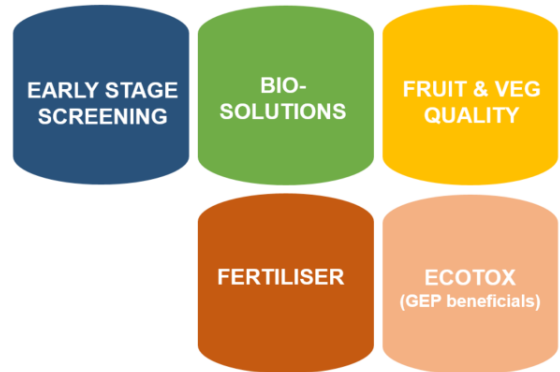 EARLY STAGE
SCREENING
BIO-
SOLUTIONS
FRUIT & VEG
QUALITY
FERTILISER
ECOTOX
(GEP beneficials)